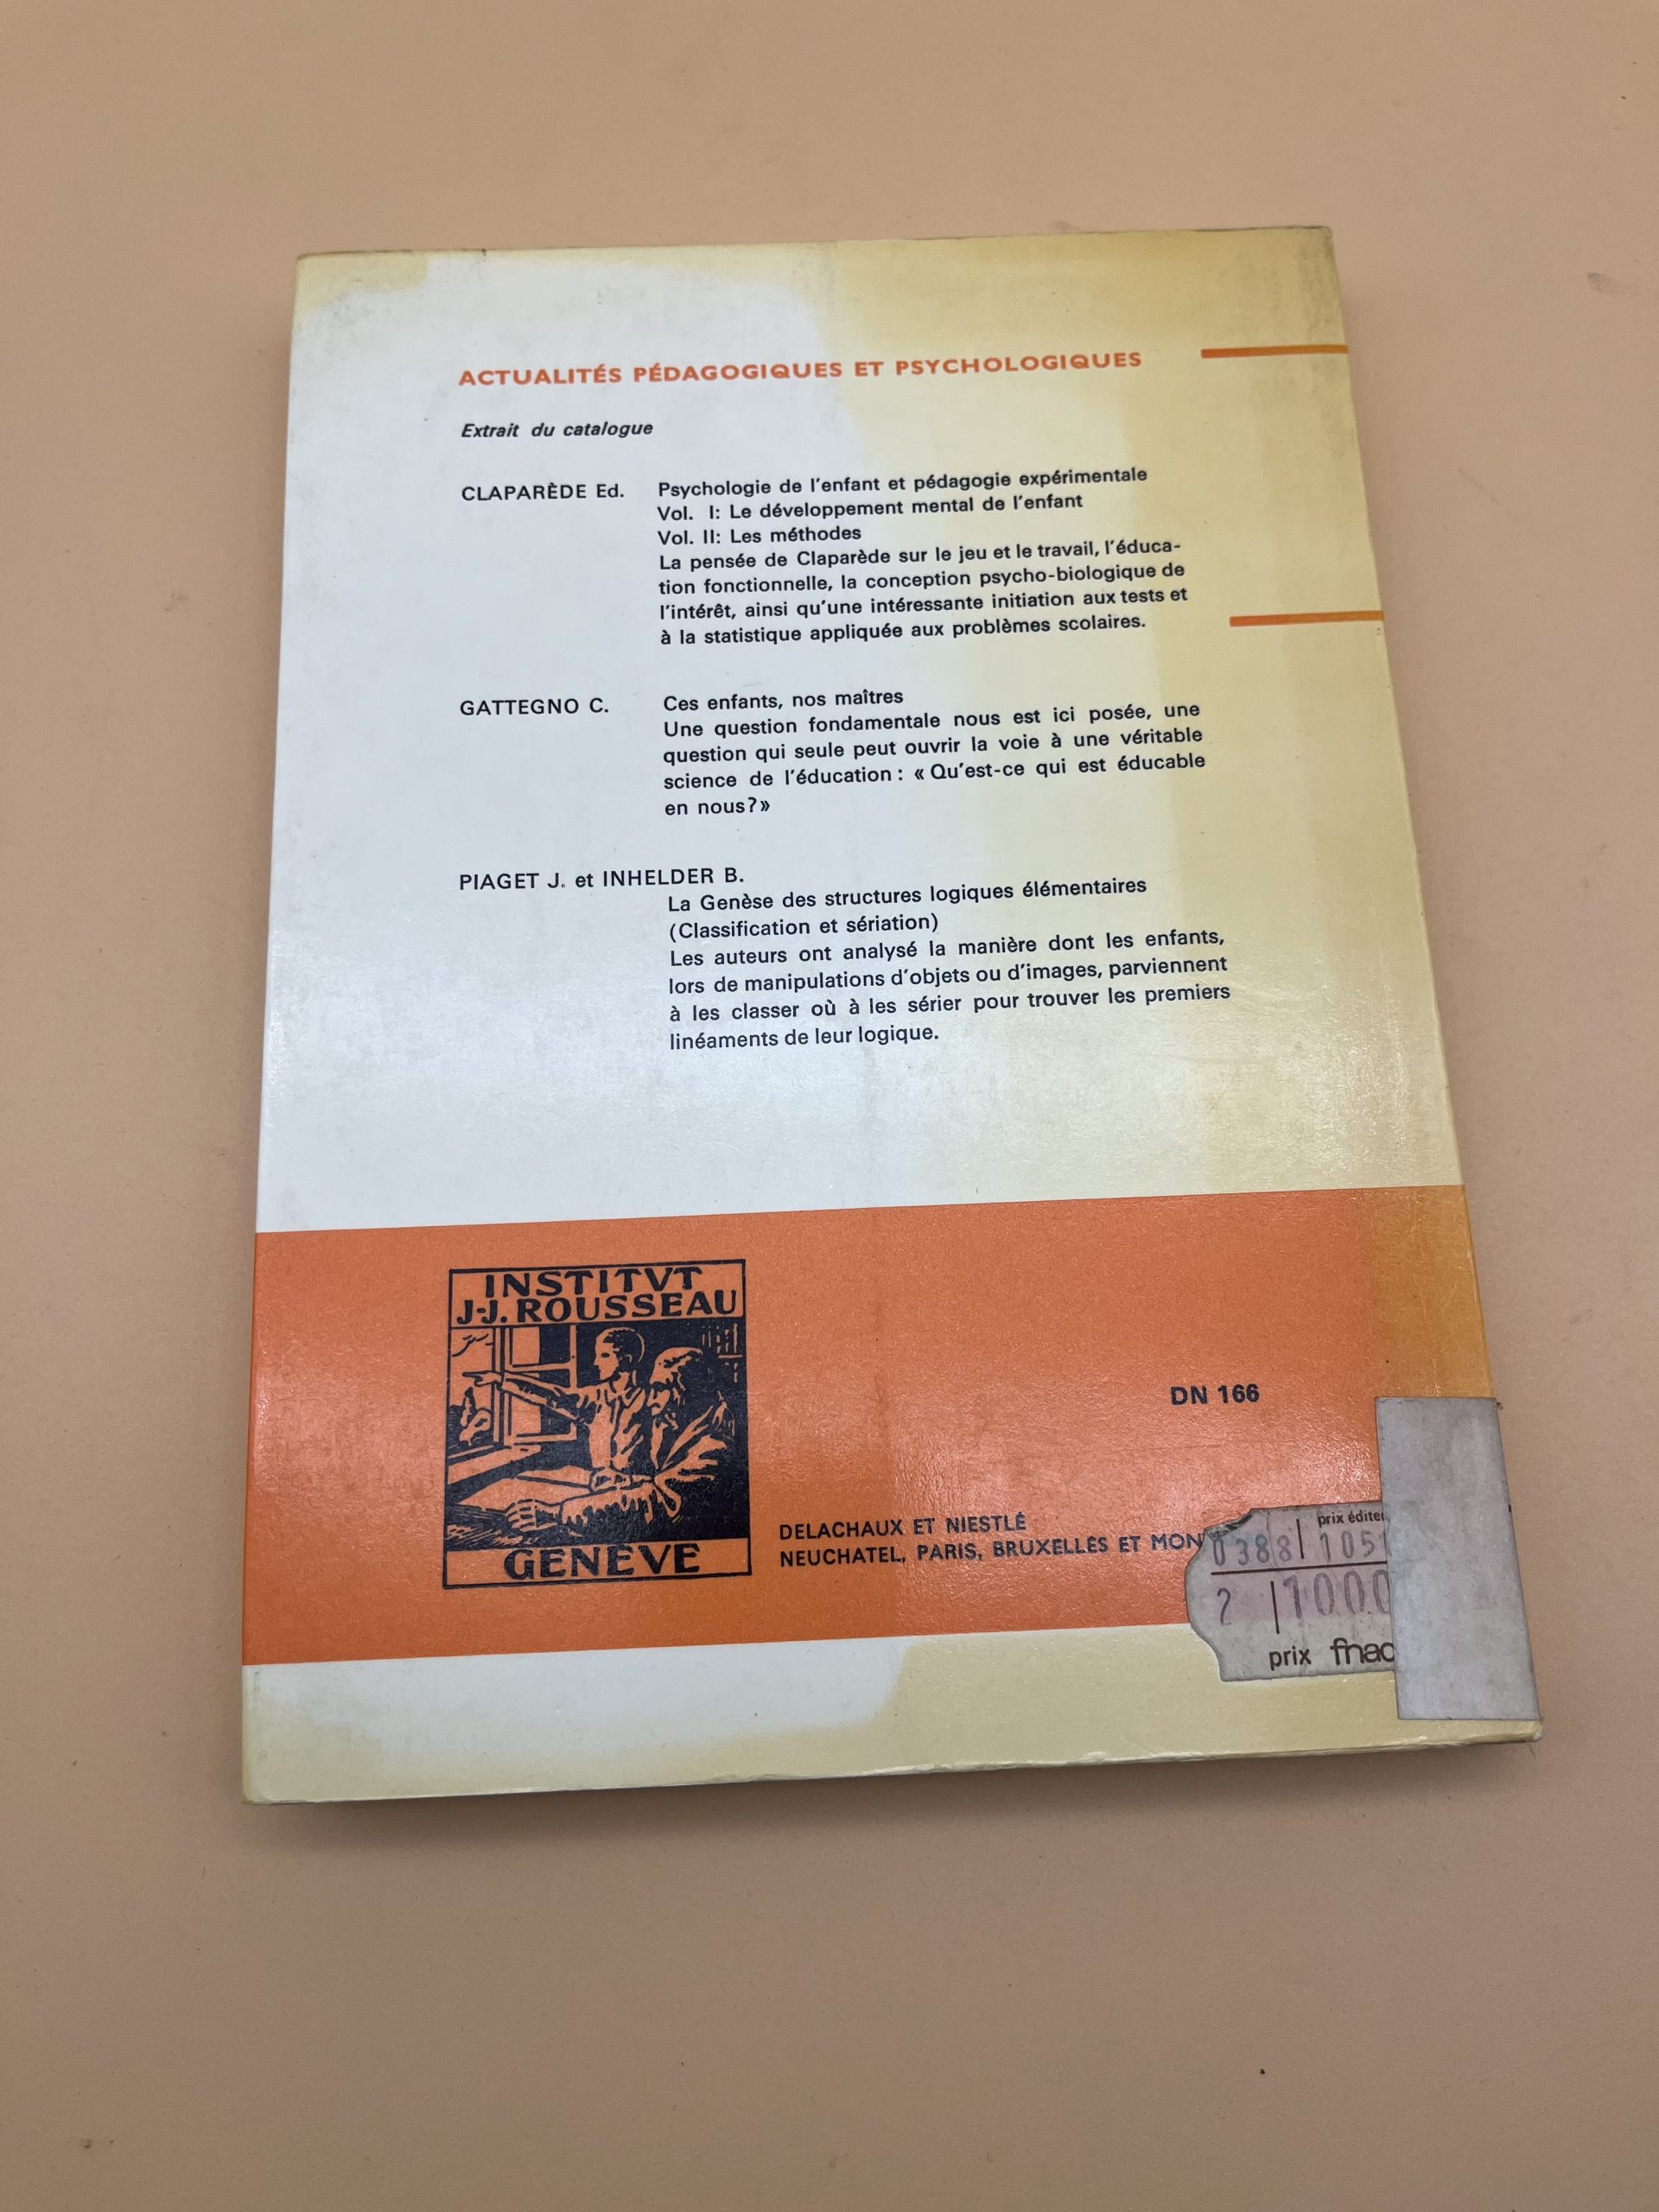 ACTUALITÉS PÉDAGOGIQUES ET PSYCHOLOGIQUES
Extrait du catalogue
CLAPARÈDE Ed. Psychologie de l'enfant et pédagogie expérimentale
Vol. I: Le développement mental de l'enfant
Vol. II: Les méthodes
La pensée de Claparède sur le jeu et le travail, l'éduca-
tion fonctionnelle, la conception psycho-biologique de
l'intérêt, ainsi qu'une intéressante initiation aux tests et
à la statistique appliquée aux problèmes scolaires.
GATTEGNO C. Ces enfants, nos maîtres
Une question fondamentale nous est ici posée, une
question qui seule peut ouvrir la voie à une véritable
science de l'éducation : « Qu'est-ce qui est éducable
en nous?»
PIAGET J. et INHELDER B.
La Genèse des structures logiques élémentaires
(Classification et sériation)
Les auteurs ont analysé la manière dont les enfants,
lors de manipulations d'objets ou d'images, parviennent
à les classer où à les sérier pour trouver les premiers
linéaments de leur logique.
INSTITVT
J-J. ROUSSEAU
GENÈVE
DN 166
DELACHAUX ET NIESTLÉ
NEUCHATEL, PARIS, BRUXELLES ET MON
prix édite
0388 105
2 1000
prix fnac